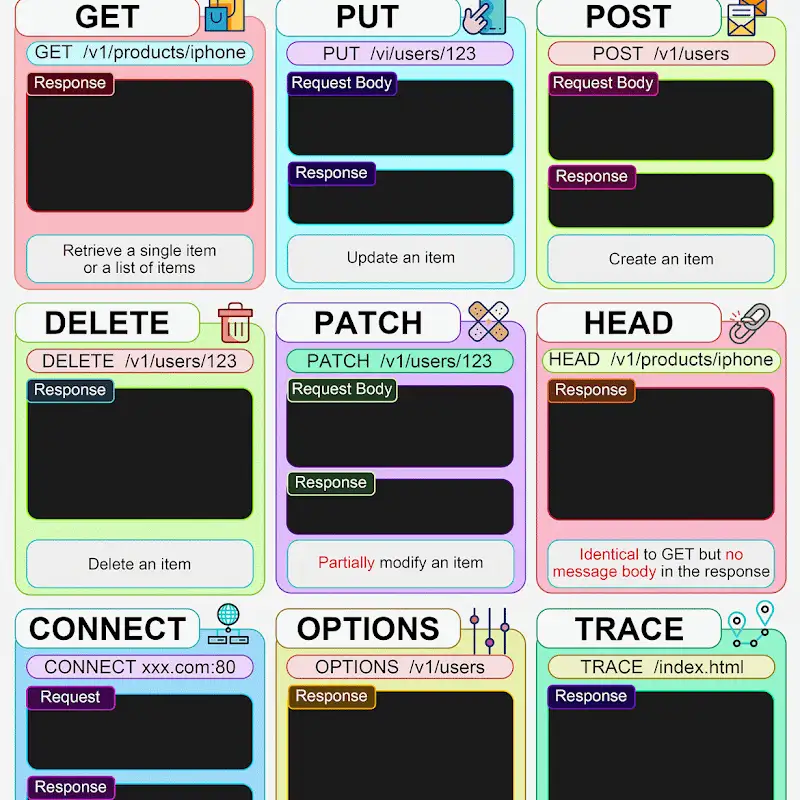 GET
GET /v1/products/iphone
Response
Retrieve a single item
or a list of items
PUT
PUT /vi/users/123
Request Body
Response
Update an item
POST
POST /v1/users
Request Body
Response
Create an item
DELETE
DELETE /v1/users/123
Response
Delete an item
PATCH
PATCH /v1/users/123
Request Body
Response
Partially modify an item
HEAD
HEAD /v1/products/iphone
Response
Identical to GET but no
message body in the response
CONNECT
CONNECT xxx.com:80
Request
Response
OPTIONS
OPTIONS /v1/users
Response
TRACE
TRACE /index.html
Response